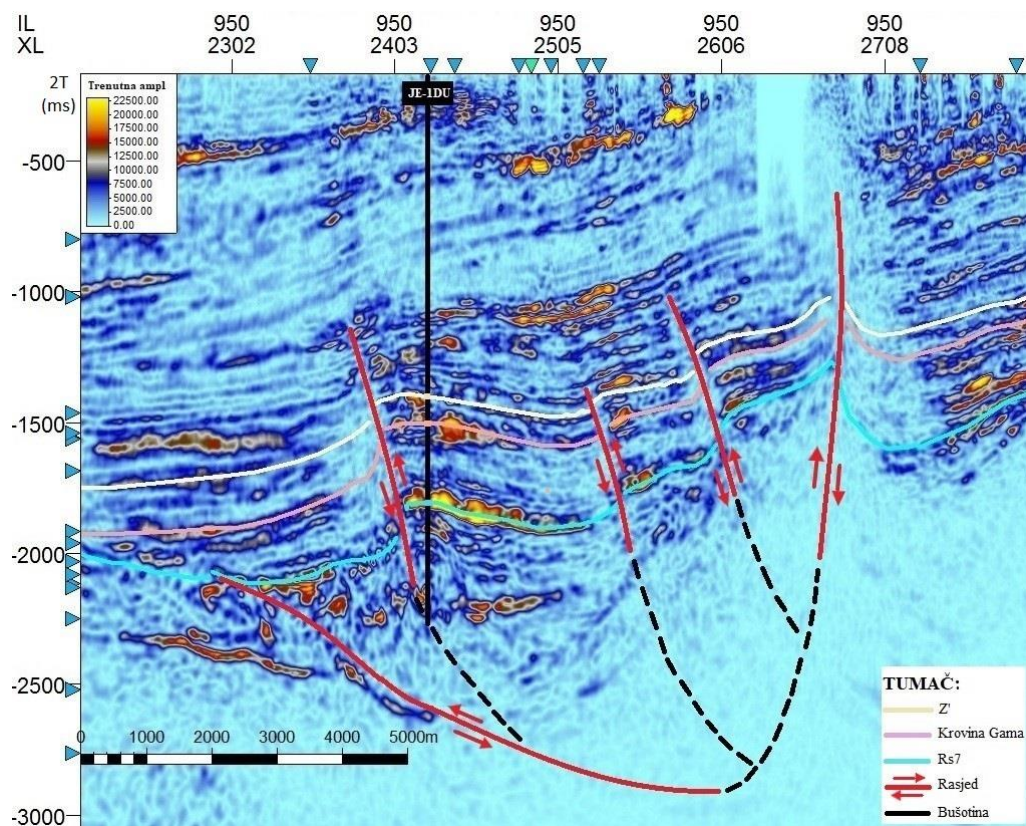 IL 950 950 950 950 950
XL 2302 2403 2505 2606 2708
2T
(ms)
Trenutna ampl
22500.00
20000.00
17500.00
15000.00
12500.00
10000.00
7500.00
5000.00
2500.00
0.00
JE-1DU
-500
-1000
-1500
-2000
-2500
-3000
0 1000 2000 3000 4000 5000m
TUMAČ:
Z'
Krovina Gama
Rs7
Rasjed
Bušotina